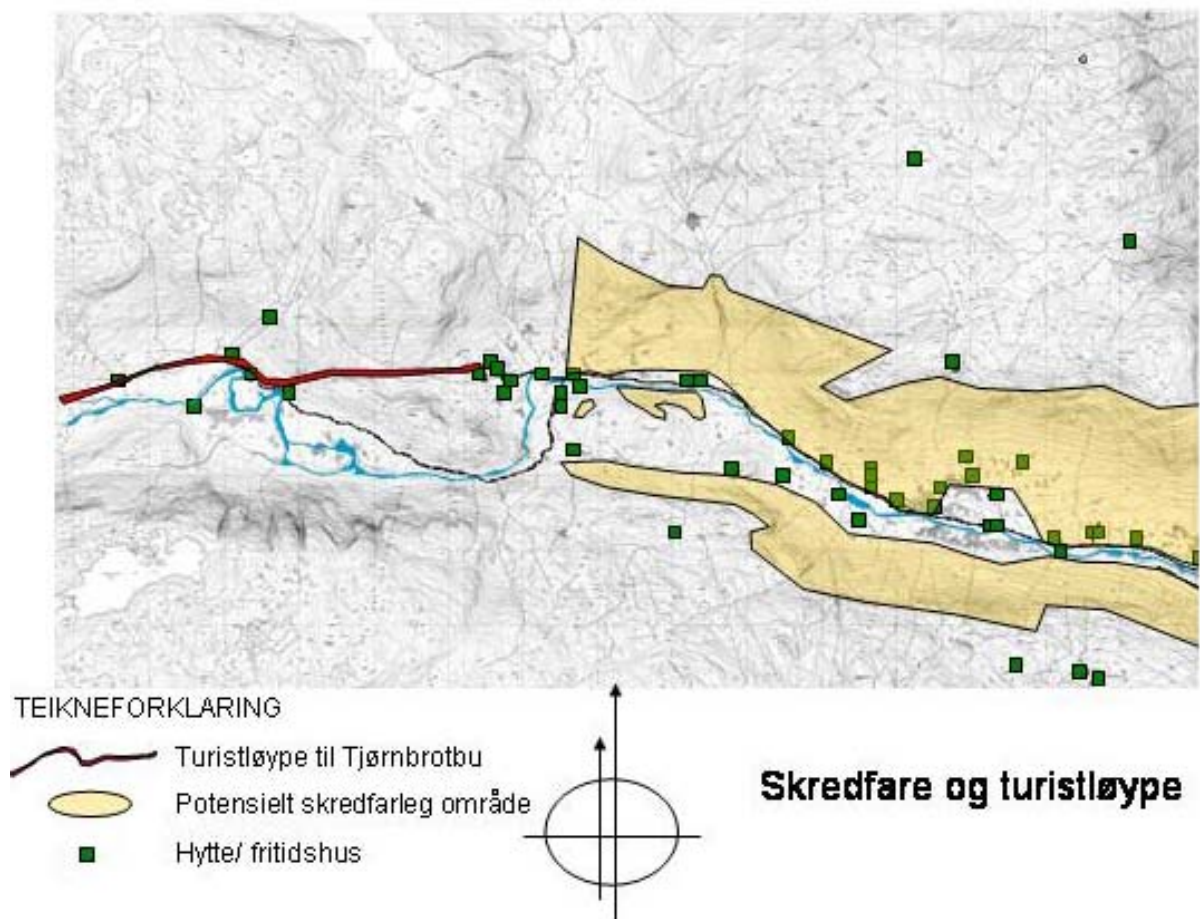 TEIKNEFORKLARING
Turistløype til Tjørnbrotbu
Potensielt skredfarleg område
Hytte/ fritidshus
Skredfare og turistløype